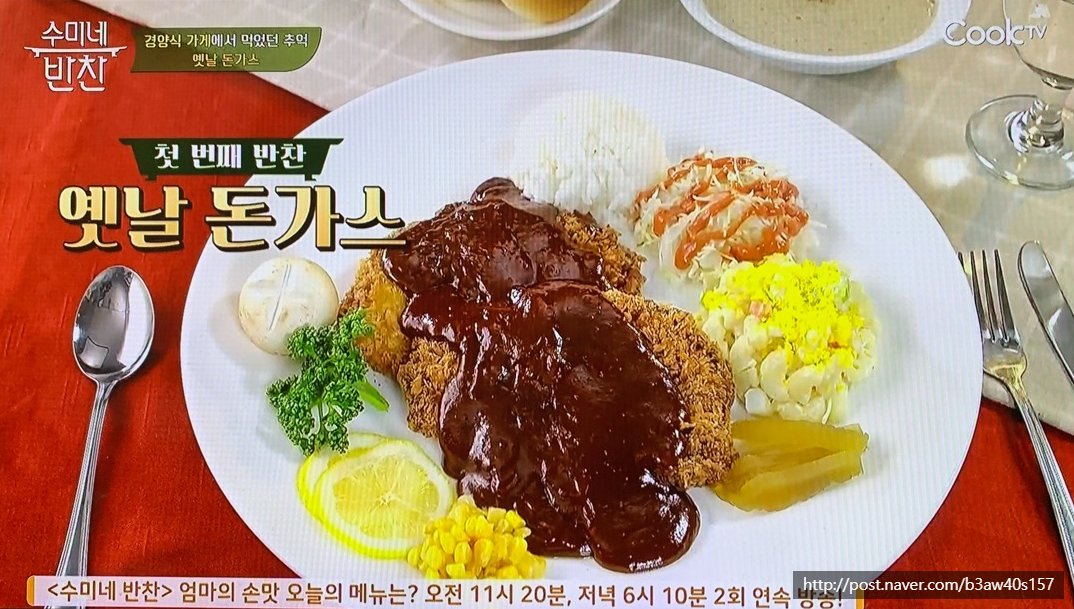 수미네
반찬
경양식 가게에서 먹었던 추억
옛날 돈가스
CookTV
첫 번째 반찬
옛날 돈가스
<수미네 반찬> 엄마의 손맛 오늘의 메뉴는? 오전 11시 20분, 저녁 6시 10분 2회 연속 방송!
http://post.naver.com/b3aw40s157